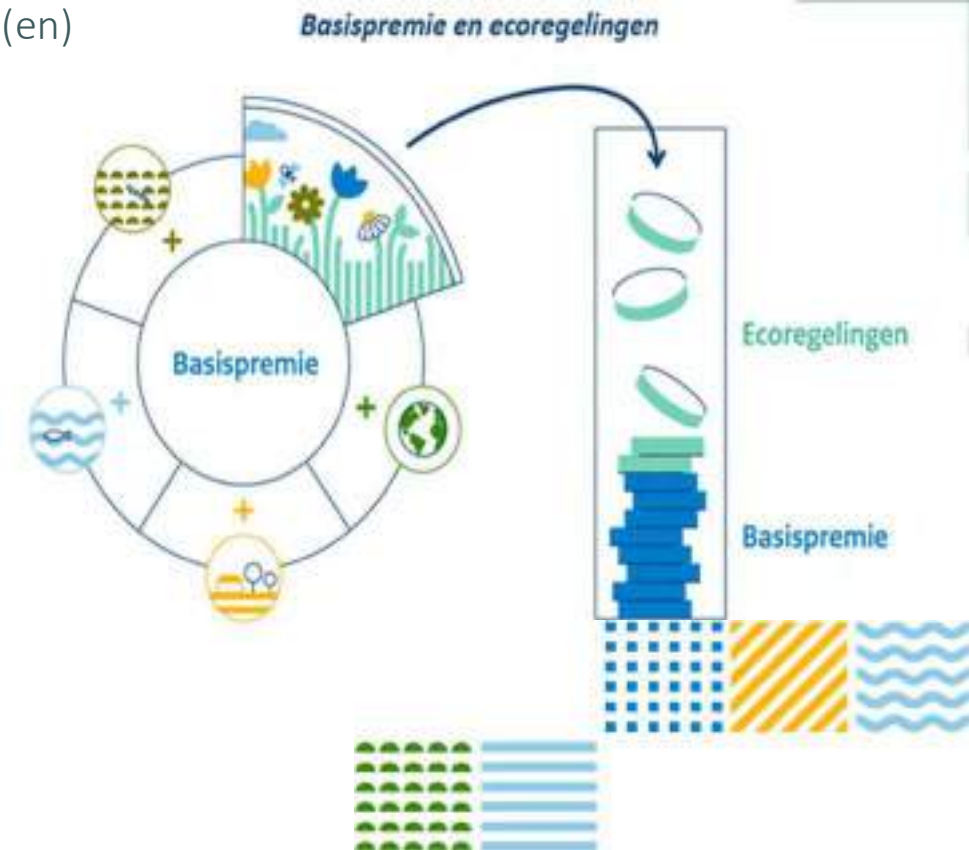 (en)
Basispremie en ecoregelingen
Basispremie
Ecoregelingen
Basispremie